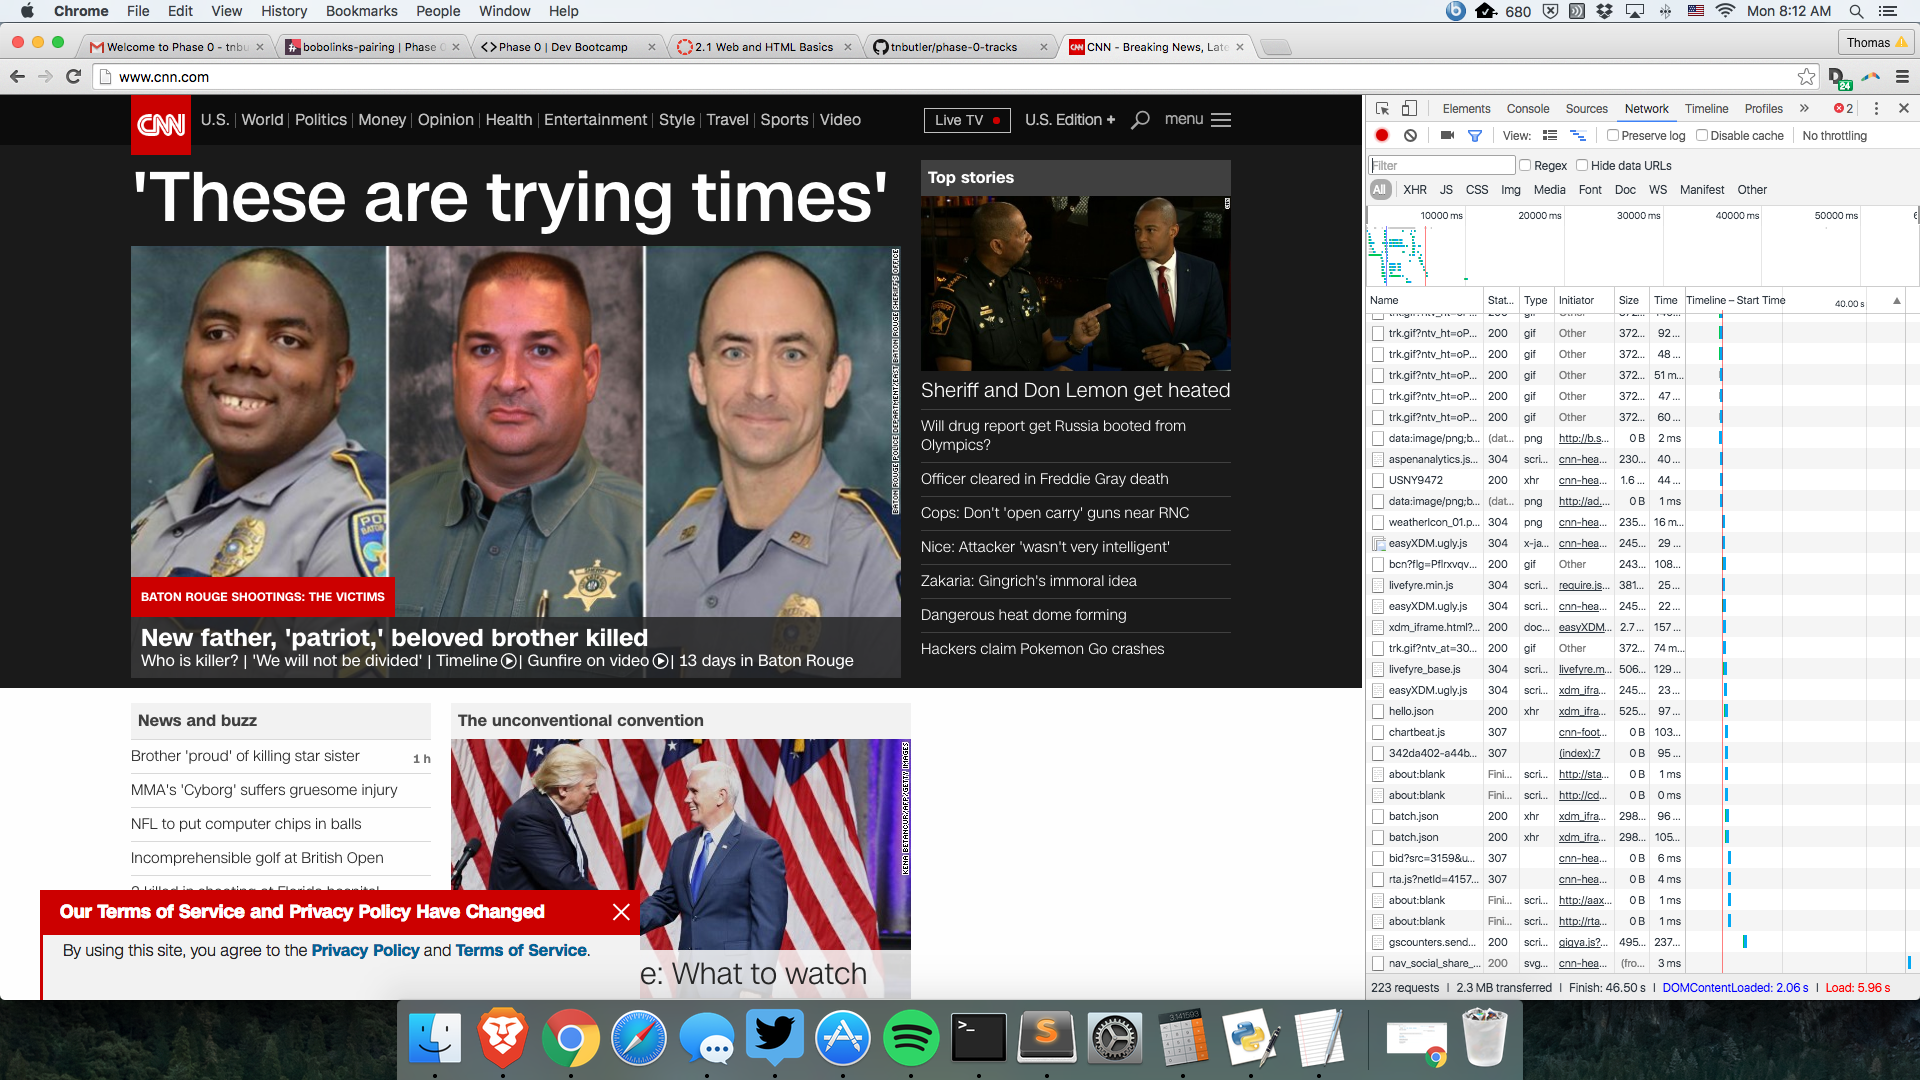 Chrome File Edit View History Bookmarks People Window Help 680 Mon 8:12 AM
Welcome to Phase 0 - tnbu
bobolinks-pairing | Phase
Phase 0 | Dev Bootcamp
2.1 Web and HTML Basics
tnbutler/phase-0-tracks
CNN - Breaking News, Late
Thomas
www.cnn.com
24
CNN U.S. World Politics Money Opinion Health Entertainment Style Travel Sports Video Live TV U.S. Edition + menu
'These are trying times'
BATON ROUGE POLICE DEPARTMENT/EAST BATON ROUGE SHERIFF'S OFFICE
BATON ROUGE SHOOTINGS: THE VICTIMS
New father, 'patriot,' beloved brother killed
Who is killer? | 'We will not be divided' | Timeline | Gunfire on video | 13 days in Baton Rouge
Top stories
Sheriff and Don Lemon get heated
Will drug report get Russia booted from
Olympics?
Officer cleared in Freddie Gray death
Cops: Don't 'open carry' guns near RNC
Nice: Attacker 'wasn't very intelligent'
Zakaria: Gingrich's immoral idea
Dangerous heat dome forming
Hackers claim Pokemon Go crashes
News and buzz
Brother 'proud' of killing star sister 1 h
MMA's 'Cyborg' suffers gruesome injury
NFL to put computer chips in balls
Incomprehensible golf at British Open
The unconventional convention
KENA BETANCUR/AFP/GETTY IMAGES
e: What to watch
Our Terms of Service and Privacy Policy Have Changed
By using this site, you agree to the Privacy Policy and Terms of Service.
Elements Console Sources Network Timeline Profiles » 2
View: Preserve log Disable cache No throttling
Filter Regex Hide data URLs
All XHR JS CSS Img Media Font Doc WS Manifest Other
10000 ms 20000 ms 30000 ms 40000 ms 50000 ms 6
Name Stat... Type Initiator Size Time Timeline – Start Time 40.00 s
trk.gif?ntv_ht=oP... 200 gif Other 372... 92 ...
trk.gif?ntv_ht=oP... 200 gif Other 372... 48 ...
trk.gif?ntv_ht=oP... 200 gif Other 372... 51 m...
trk.gif?ntv_ht=oP... 200 gif Other 372... 47 ...
trk.gif?ntv_ht=oP... 200 gif Other 372... 60 ...
data:image/png;b... (dat... png http://b.s... 0 B 2 ms
aspenanalytics.js... 304 scri... cnn-hea... 230... 40 ...
USNY9472 200 xhr cnn-hea... 1.6 ... 44 ...
data:image/png;b... (dat... png http://ad.... 0 B 1 ms
weatherIcon_01.p... 304 png cnn-hea... 235... 16 m...
easyXDM.ugly.js 304 x-ja... cnn-hea... 245... 29 ...
bcn?flg=Pflrxvqv... 200 gif Other 243... 108...
livefyre.min.js 304 scri... require.js... 381... 25 ...
easyXDM.ugly.js 304 scri... cnn-hea... 245... 22 ...
xdm_iframe.html?... 200 doc... easyXDM... 2.7 ... 157 ...
trk.gif?ntv_at=30... 200 gif Other 372... 74 m...
livefyre_base.js 304 scri... livefyre.m... 506... 129 ...
easyXDM.ugly.js 304 scri... xdm_ifra... 245... 23 ...
hello.json 200 xhr xdm_ifra... 525... 97 ...
chartbeat.js 307 cnn-foot... 0 B 103...
342da402-a44b... 307 (index):7 0 B 95 ...
about:blank Fini... scri... http://sta... 0 B 1 ms
about:blank Fini... scri... http://cd... 0 B 0 ms
batch.json 200 xhr xdm_ifra... 298... 96 ...
batch.json 200 xhr xdm_ifra... 298... 105...
bid?src=3159&u... 307 cnn-hea... 0 B 6 ms
rta.js?netId=4157... 307 cnn-hea... 0 B 4 ms
about:blank Fini... scri... http://aax... 0 B 1 ms
about:blank Fini... scri... http://rta... 0 B 1 ms
gscounters.send... 200 scri... gigya.js?... 495... 237...
nav_social_share_... 200 svg... cnn-hea... (fro... 3 ms
223 requests | 2.3 MB transferred | Finish: 46.50 s | DOMContentLoaded: 2.06 s | Load: 5.96 s
3.141593